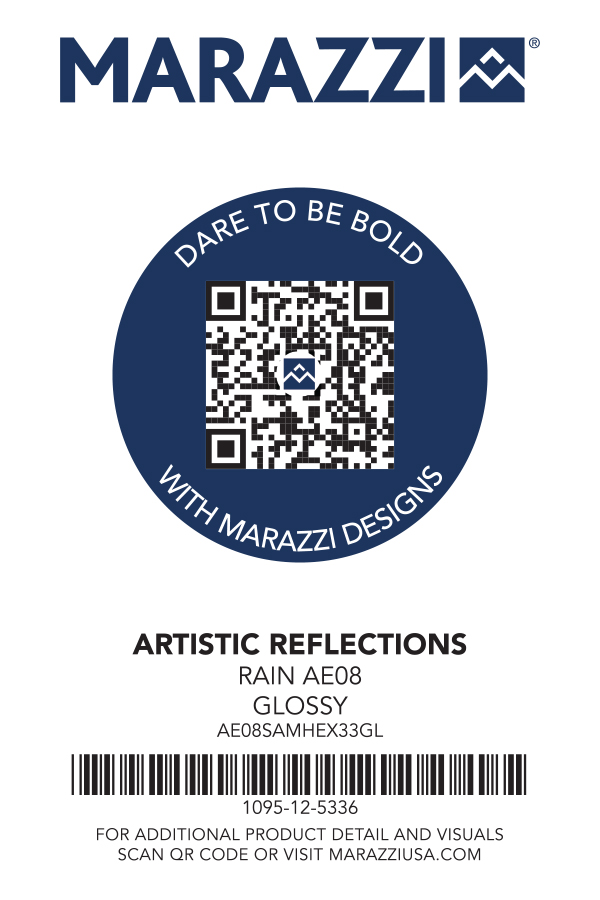 MARAZZI®
DARE TO BE BOLD
WITH MARAZZI DESIGNS
ARTISTIC REFLECTIONS
RAIN AE08
GLOSSY
AE08SAMHEX33GL
1095-12-5336
FOR ADDITIONAL PRODUCT DETAIL AND VISUALS
SCAN QR CODE OR VISIT MARAZZIUSA.COM